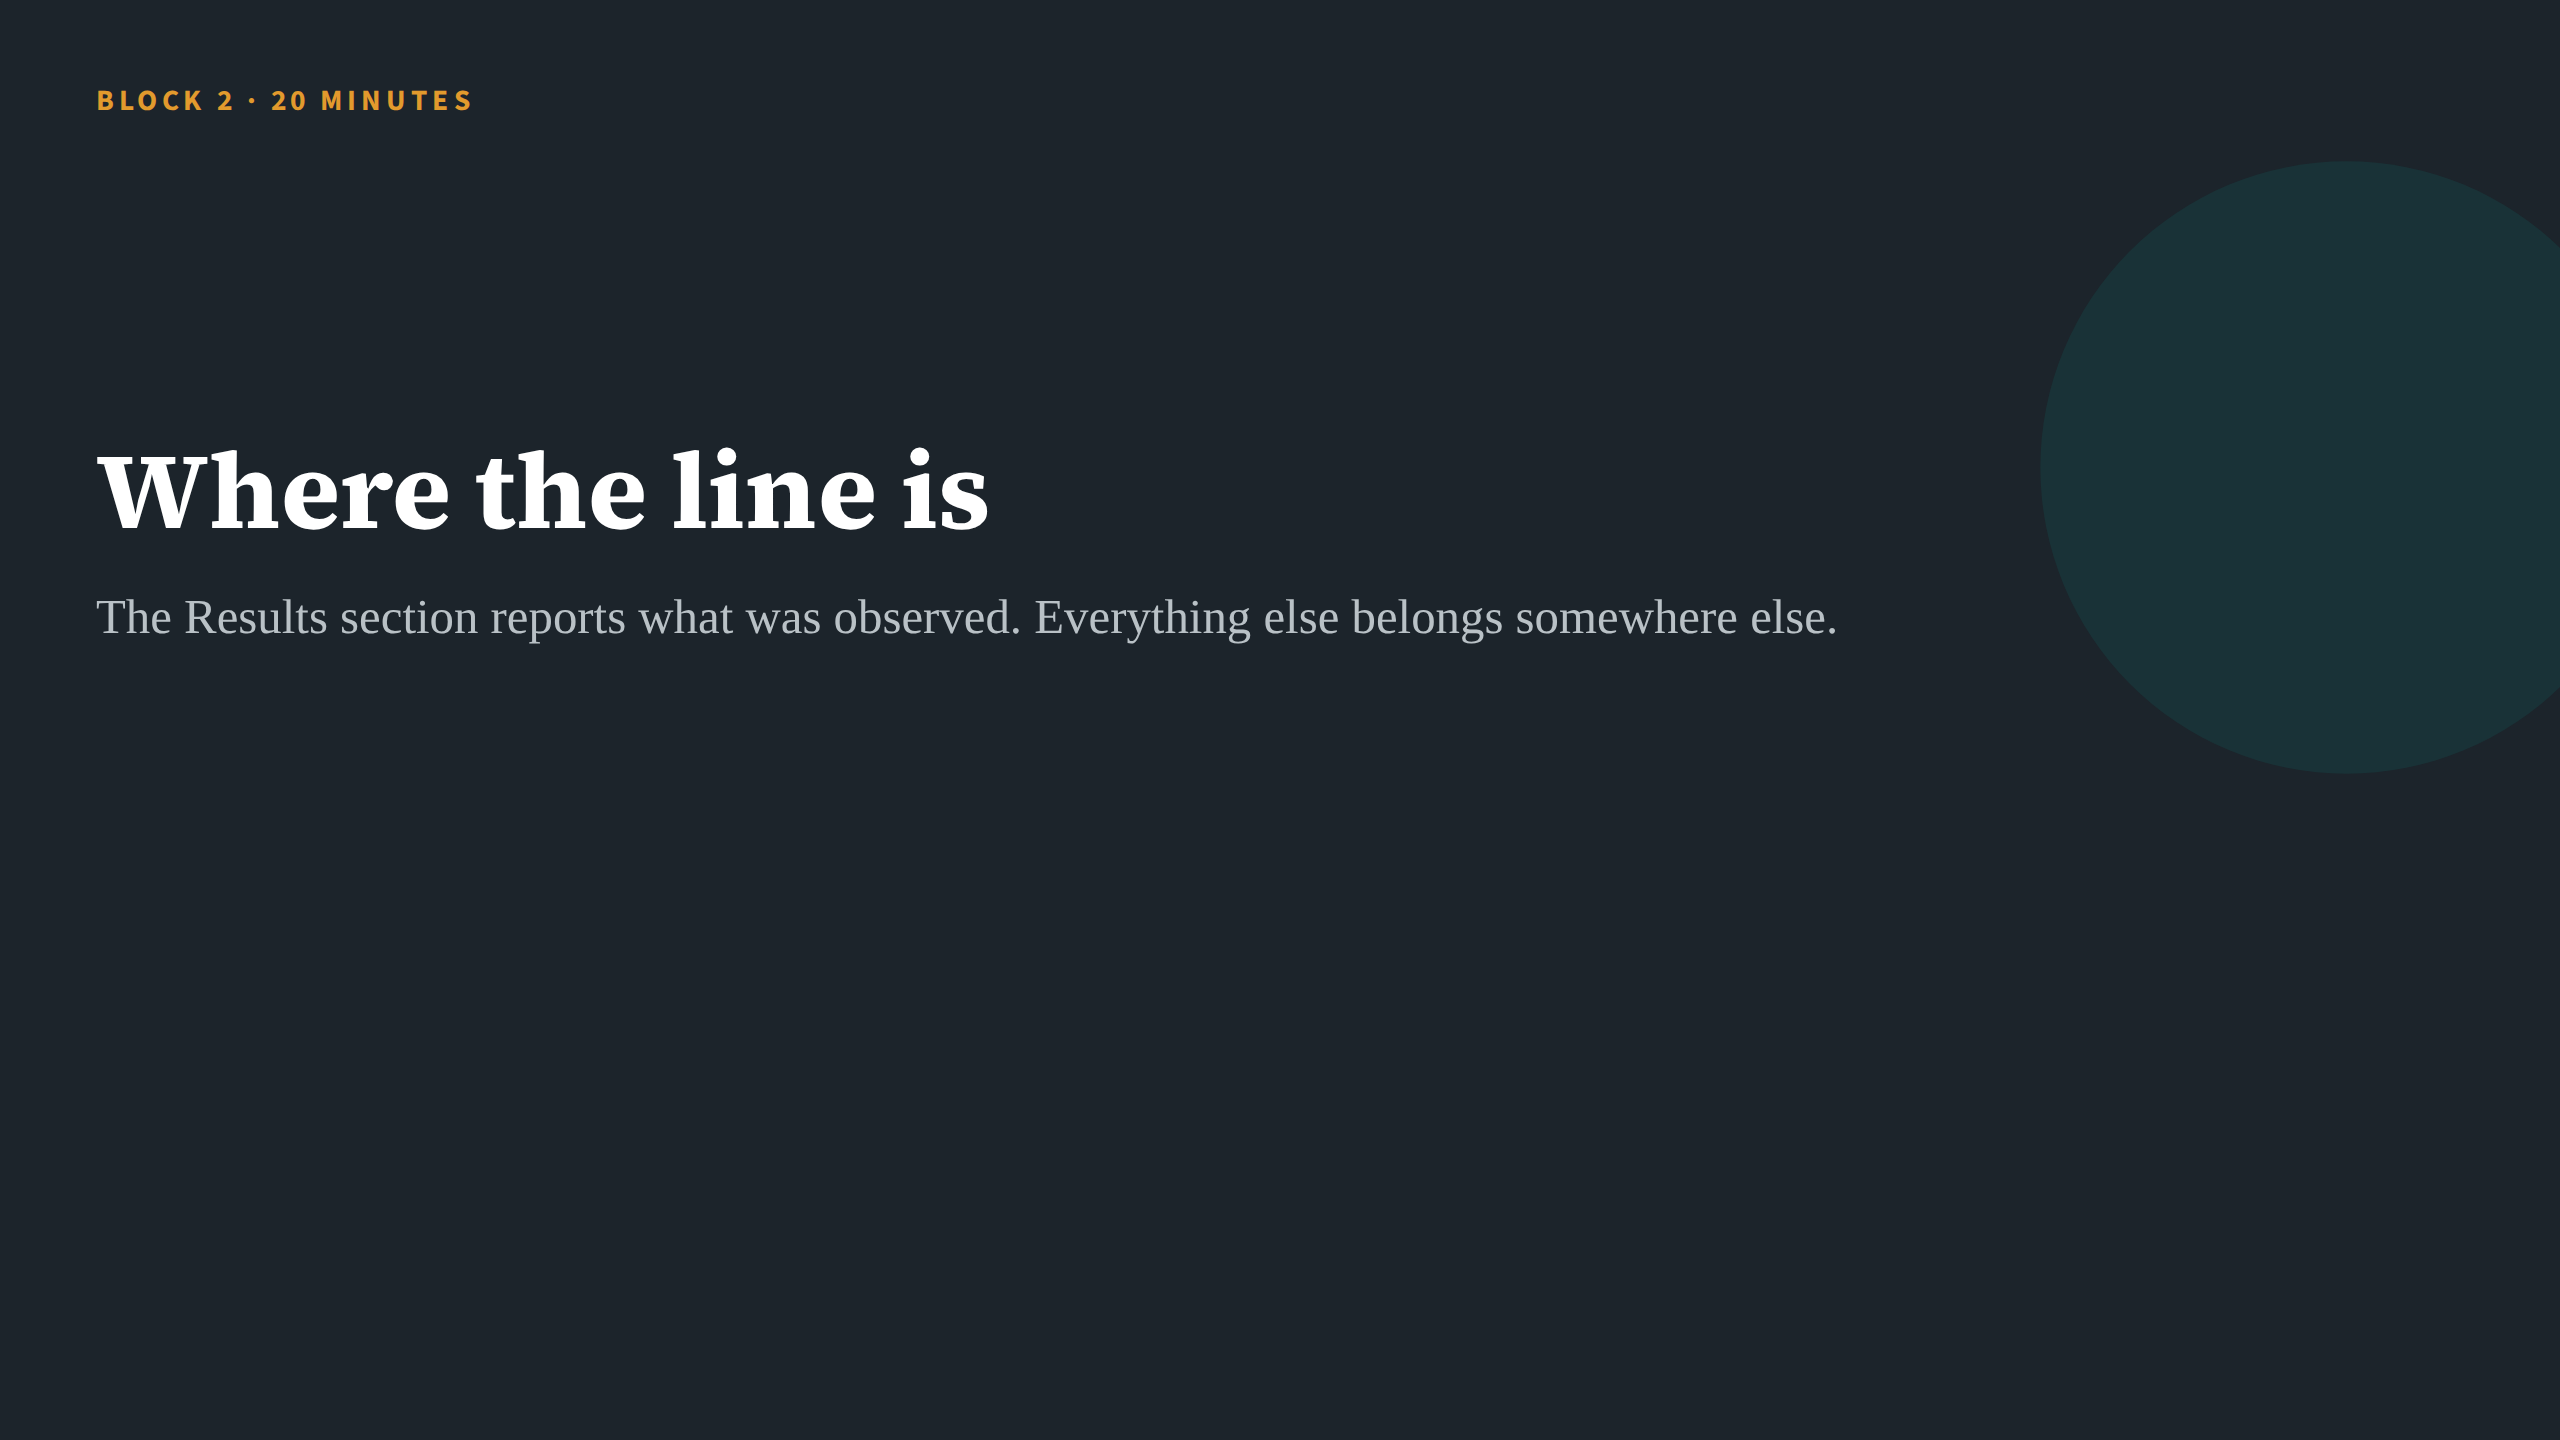 BLOCK 2 · 20 MINUTES
Where the line is
The Results section reports what was observed. Everything else belongs somewhere else.